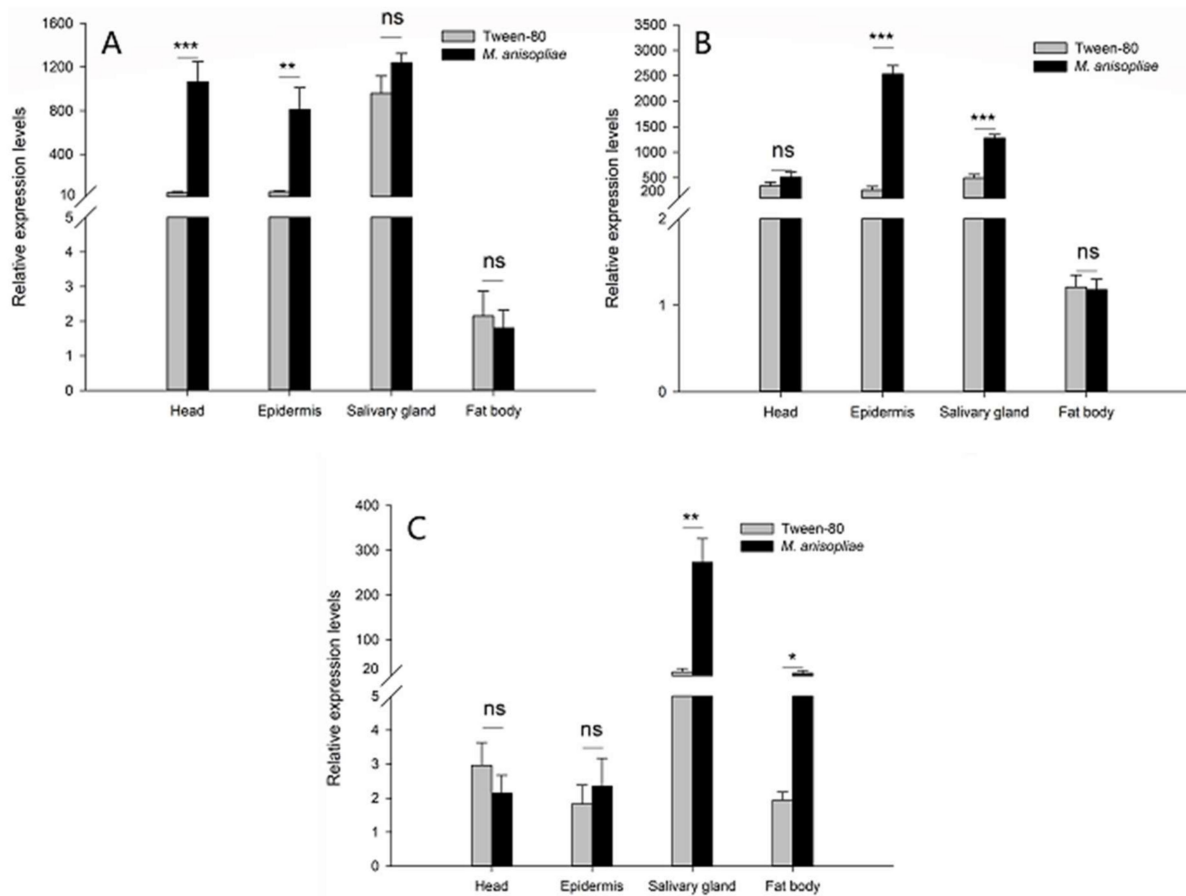 A
Relative expression levels
1600
1200
800
400
10
5
4
3
2
1
0
*** ** ns ns
Tween-80
M. anisopliae
Head Epidermis Salivary gland Fat body
B
Relative expression levels
3500
3000
2500
2000
1500
1000
500
200
2
1
0
ns *** *** ns
Tween-80
M. anisopliae
Head Epidermis Salivary gland Fat body
C
Relative expression levels
400
300
200
100
20
5
4
3
2
1
0
ns ns ** *
Tween-80
M. anisopliae
Head Epidermis Salivary gland Fat body